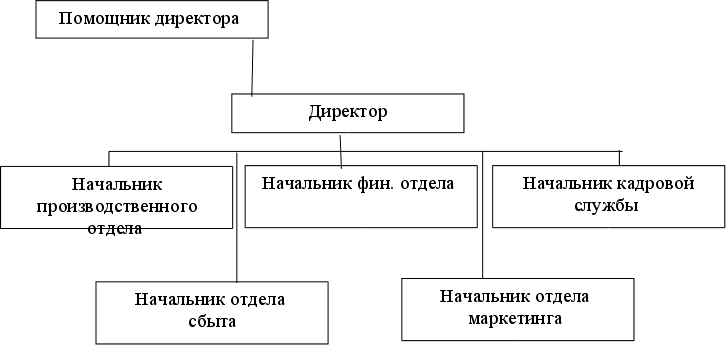 Помощник директора
Директор
Начальник
производственного
отдела
Начальник фин. отдела
Начальник кадровой
службы
Начальник отдела
сбыта
Начальник отдела
маркетинга